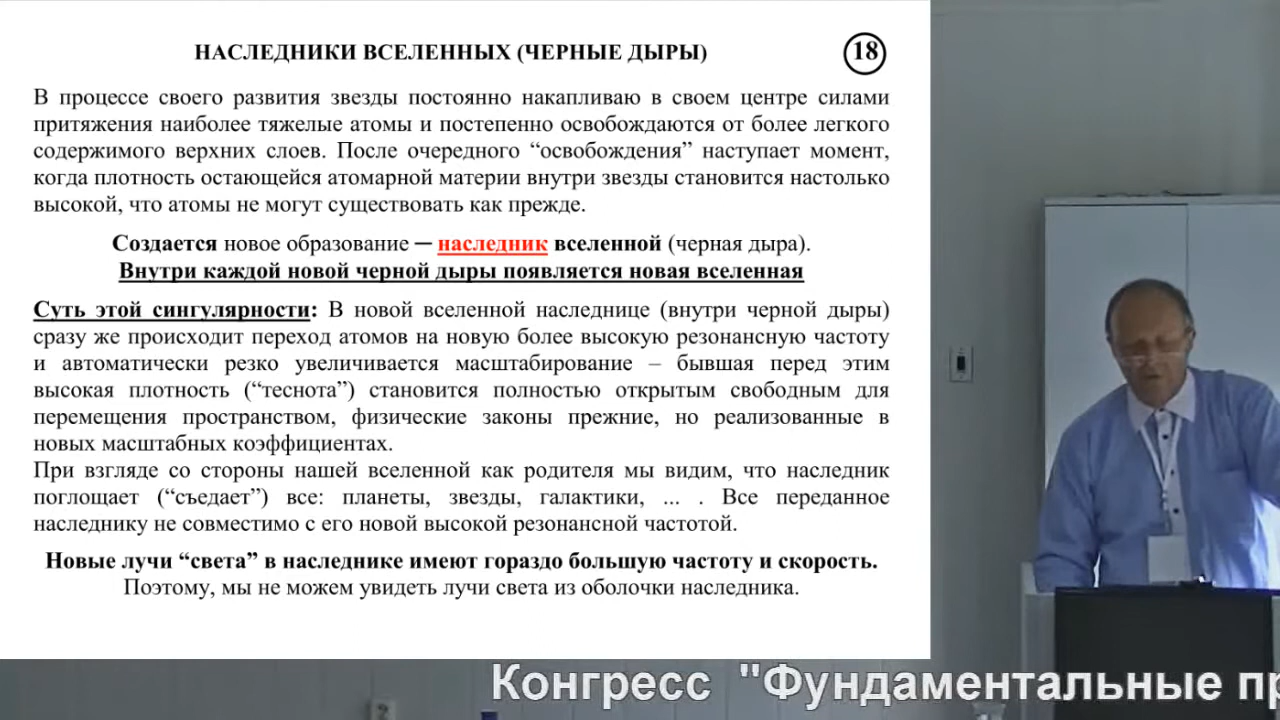 НАСЛЕДНИКИ ВСЕЛЕННЫХ (ЧЕРНЫЕ ДЫРЫ)
18
В процессе своего развития звезды постоянно накапливаю в своем центре силами
притяжения наиболее тяжелые атомы и постепенно освобождаются от более легкого
содержимого верхних слоев. После очередного “освобождения” наступает момент,
когда плотность остающейся атомарной материи внутри звезды становится настолько
высокой, что атомы не могут существовать как прежде.
Создается новое образование ─ наследник вселенной (черная дыра).
Внутри каждой новой черной дыры появляется новая вселенная
Суть этой сингулярности: В новой вселенной наследнице (внутри черной дыры)
сразу же происходит переход атомов на новую более высокую резонансную частоту
и автоматически резко увеличивается масштабирование – бывшая перед этим
высокая плотность (“теснота”) становится полностью открытым свободным для
перемещения пространством, физические законы прежние, но реализованные в
новых масштабных коэффициентах.
При взгляде со стороны нашей вселенной как родителя мы видим, что наследник
поглощает (“съедает”) все: планеты, звезды, галактики, ... . Все переданное
наследнику не совместимо с его новой высокой резонансной частотой.
Новые лучи “света” в наследнике имеют гораздо большую частоту и скорость.
Поэтому, мы не можем увидеть лучи света из оболочки наследника.
Конгресс "Фундаментальные пр